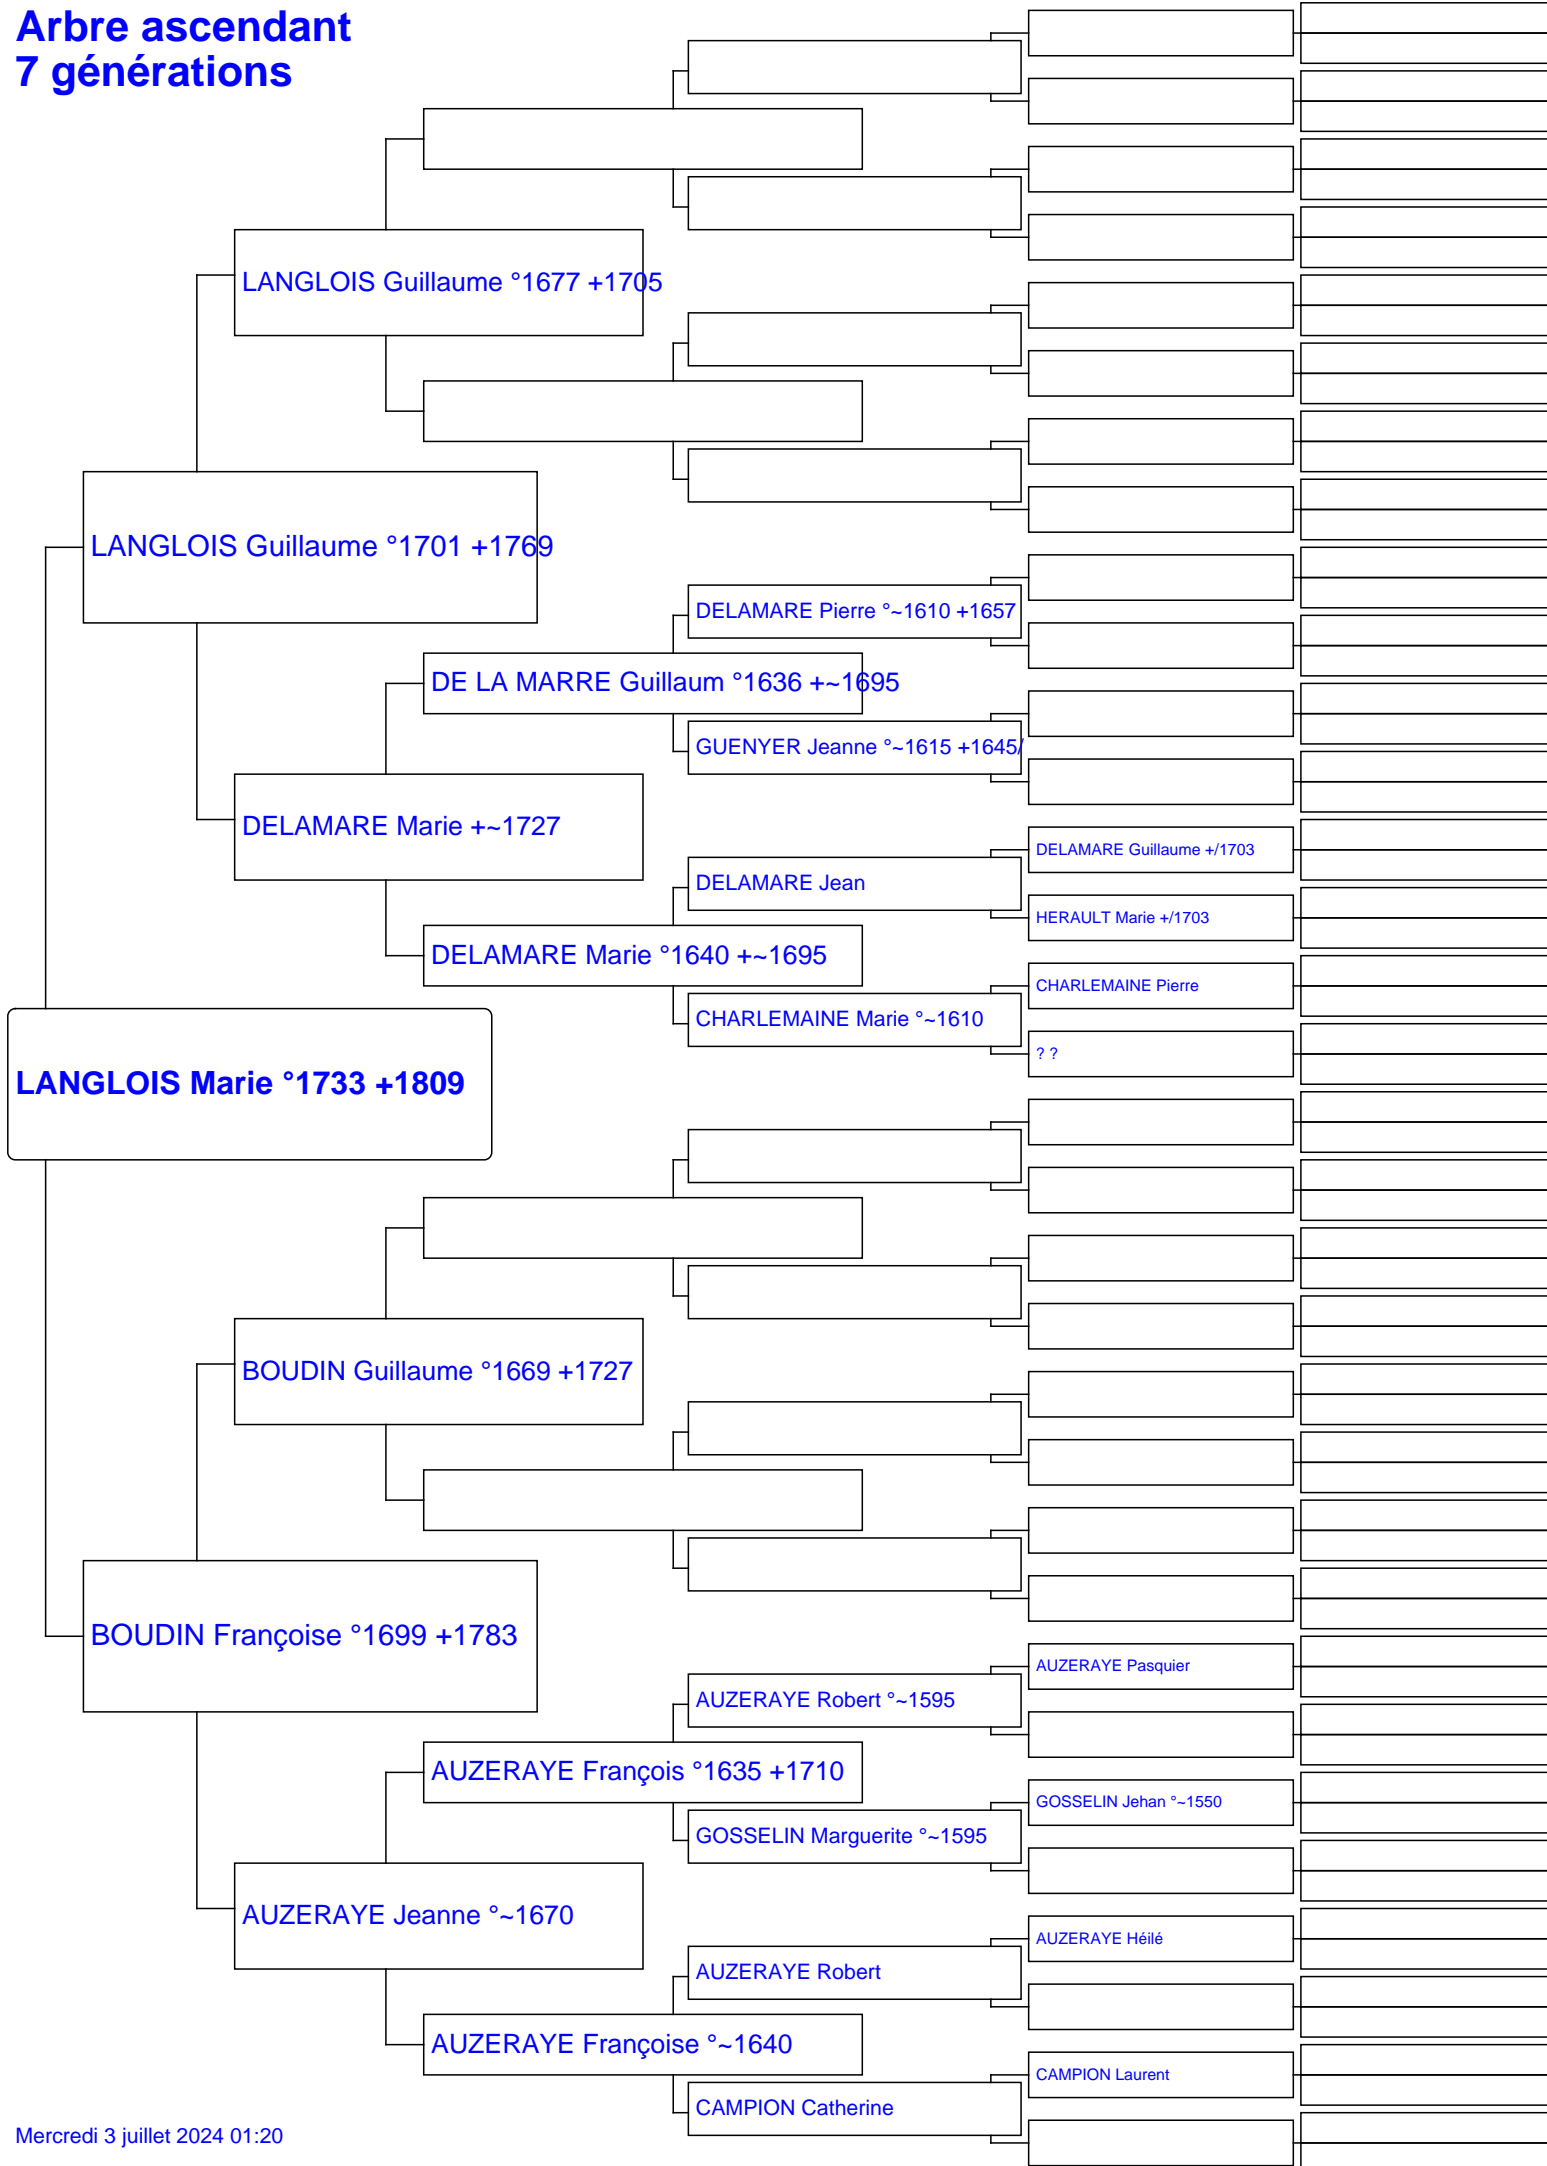 Arbre ascendant
7 générations
LANGLOIS Guillaume °1677 +1705
LANGLOIS Guillaume °1701 +1769
DELAMARE Pierre °~1610 +1657
DE LA MARRE Guillaum °1636 +~1695
GUENYER Jeanne °~1615 +1645/
DELAMARE Marie +~1727
DELAMARE Guillaume +/1703
DELAMARE Jean
HERAULT Marie +/1703
DELAMARE Marie °1640 +~1695
CHARLEMAINE Pierre
CHARLEMAINE Marie °~1610
? ?
LANGLOIS Marie °1733 +1809
BOUDIN Guillaume °1669 +1727
BOUDIN Françoise °1699 +1783
AUZERAYE Pasquier
AUZERAYE Robert °~1595
AUZERAYE François °1635 +1710
GOSSELIN Jehan °~1550
GOSSELIN Marguerite °~1595
AUZERAYE Jeanne °~1670
AUZERAYE Héilé
AUZERAYE Robert
AUZERAYE Françoise °~1640
CAMPION Laurent
CAMPION Catherine
Mercredi 3 juillet 2024 01:20